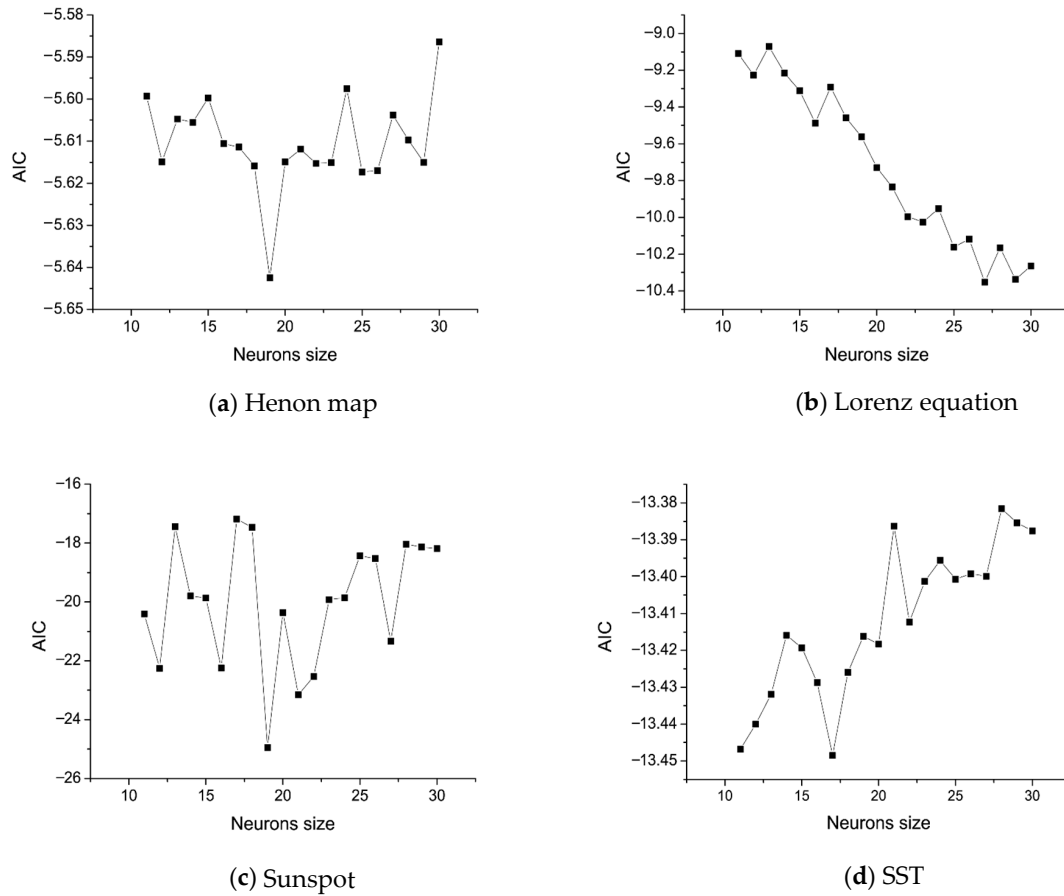 −5.58
−5.59
−5.60
−5.61
−5.62
−5.63
−5.64
−5.65
AIC
10 15 20 25 30
Neurons size
(a) Henon map
−9.0
−9.2
−9.4
−9.6
−9.8
−10.0
−10.2
−10.4
AIC
10 15 20 25 30
Neurons size
(b) Lorenz equation
−16
−18
−20
−22
−24
−26
AIC
10 15 20 25 30
Neurons size
(c) Sunspot
−13.38
−13.39
−13.40
−13.41
−13.42
−13.43
−13.44
−13.45
AIC
10 15 20 25 30
Neurons size
(d) SST